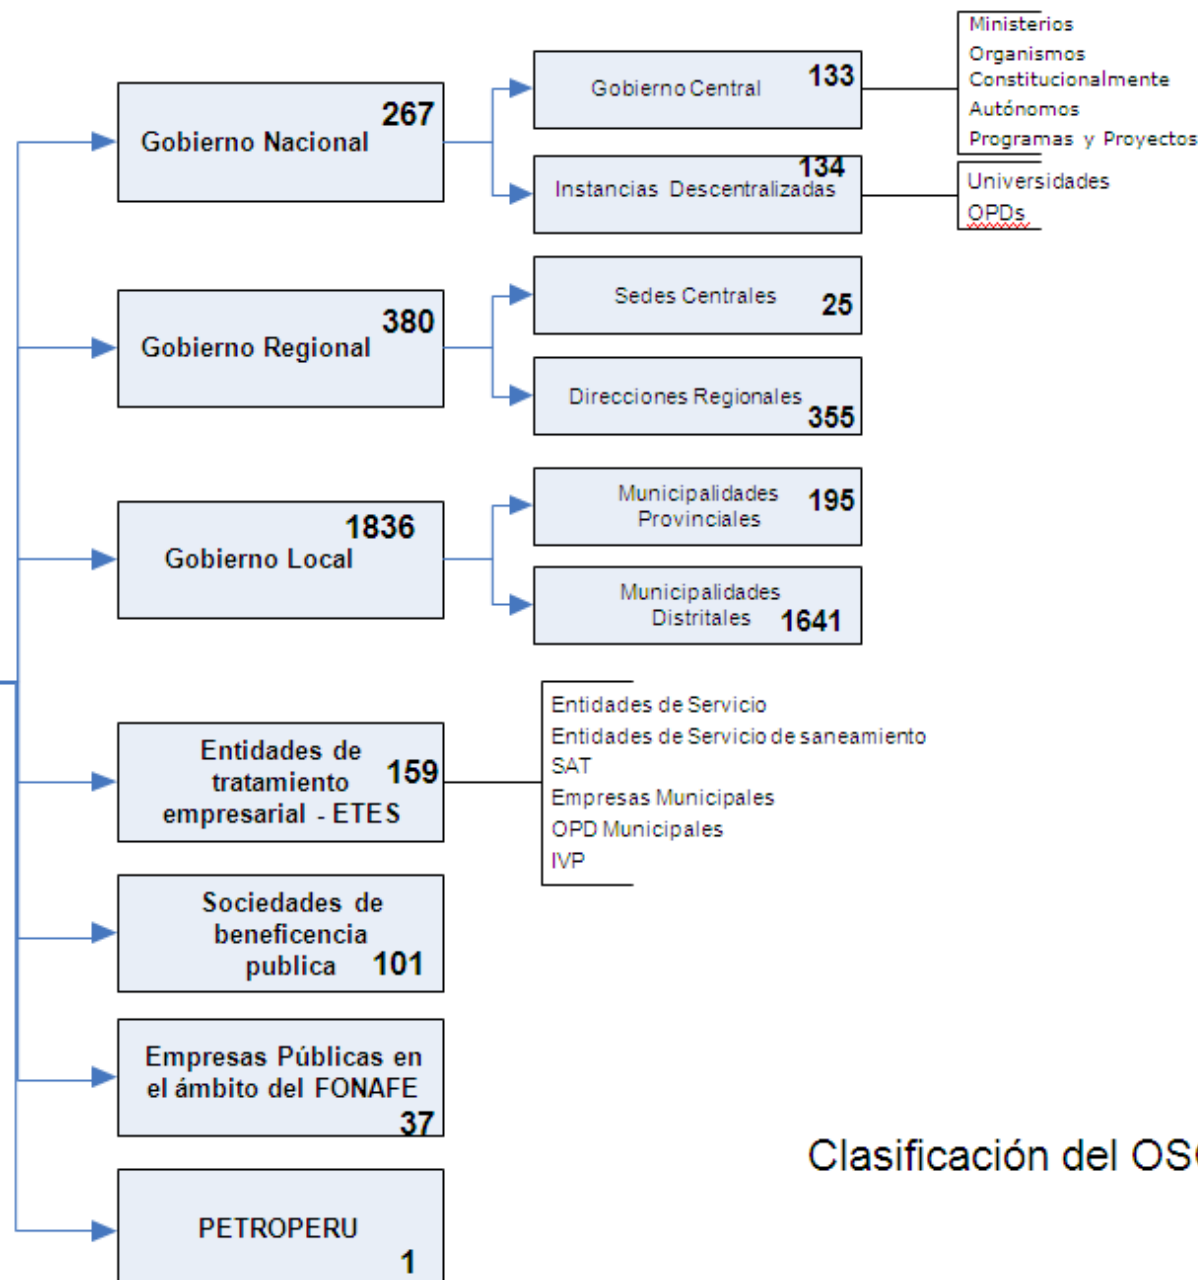 Gobierno Nacional 267
Gobierno Central 133
Ministerios
Organismos
Constitucionalmente
Autónomos
Programas y Proyectos
Instancias Descentralizadas 134
Universidades
OPDs
Gobierno Regional 380
Sedes Centrales 25
Direcciones Regionales
355
Gobierno Local 1836
Municipalidades
Provinciales 195
Municipalidades
Distritales 1641
Entidades de
tratamiento 159
empresarial - ETES
Entidades de Servicio
Entidades de Servicio de saneamiento
SAT
Empresas Municipales
OPD Municipales
IVP
Sociedades de
beneficencia
publica 101
Empresas Públicas en
el ámbito del FONAFE
37
PETROPERU
1
Clasificación del